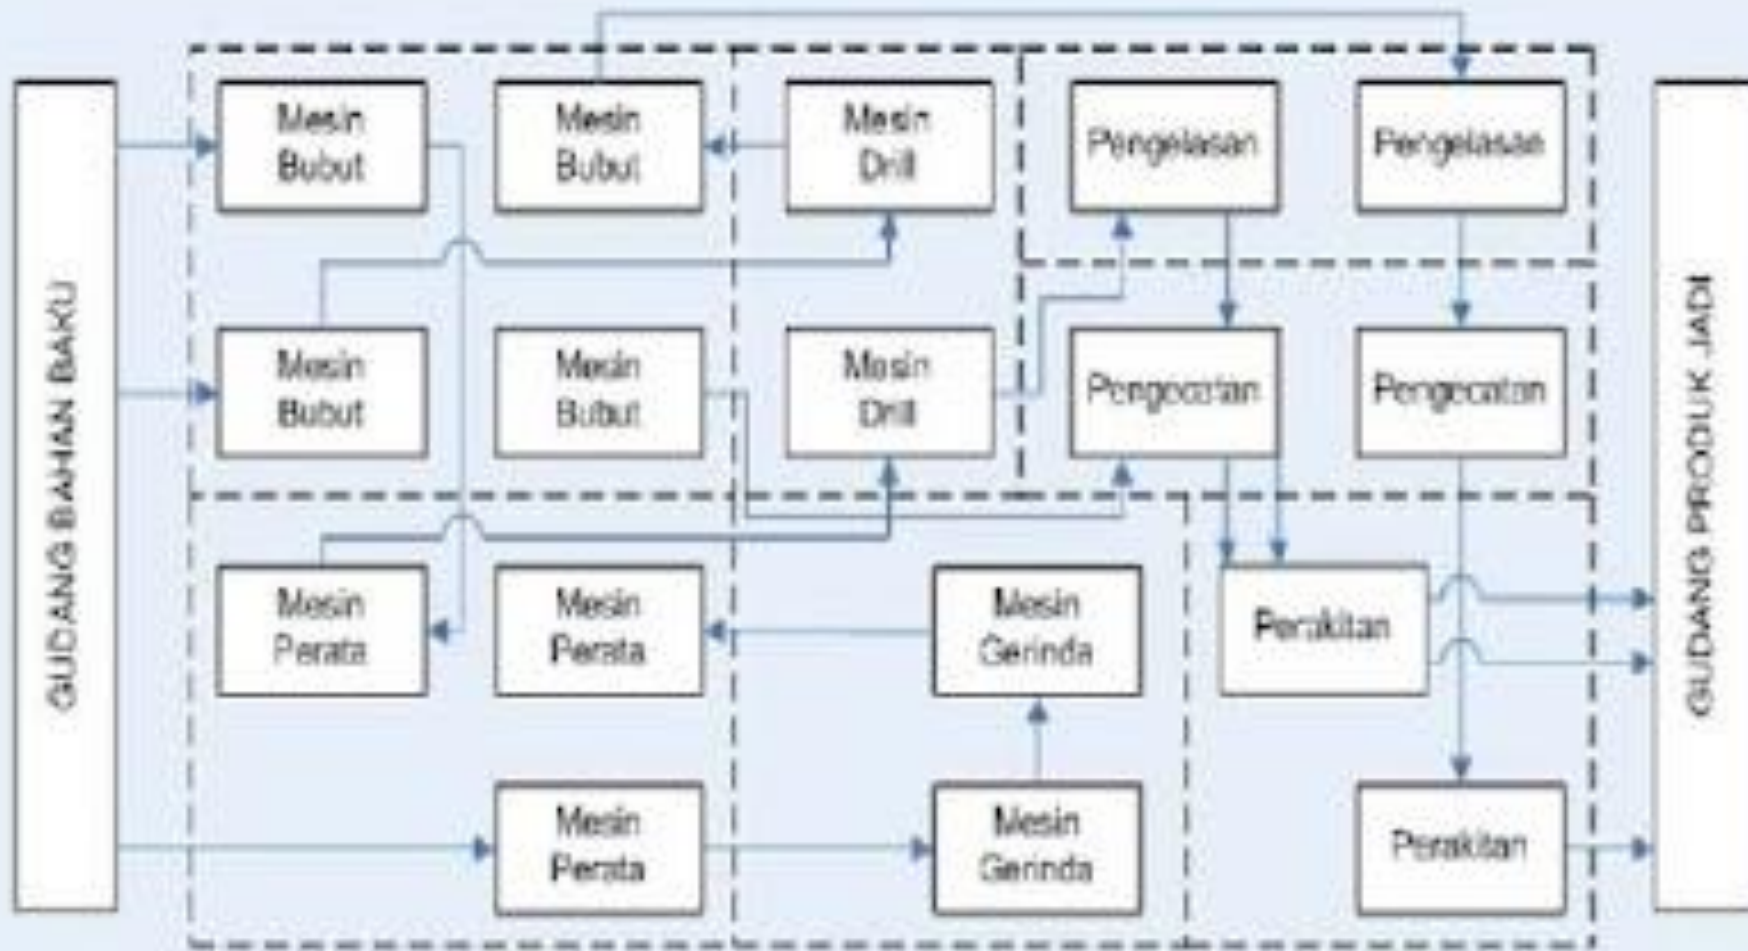 GUDANG BAHAN BAKU
Mesin
Bubut
Mesin
Bubut
Mesin
Drill
Pengelasan
Pengelasan
Mesin
Bubut
Mesin
Bubut
Mesin
Drill
Pengecatan
Pengecatan
Mesin
Perata
Mesin
Perata
Mesin
Gerinda
Perakitan
Mesin
Perata
Mesin
Gerinda
Perakitan
GUDANG PRODUK JADI